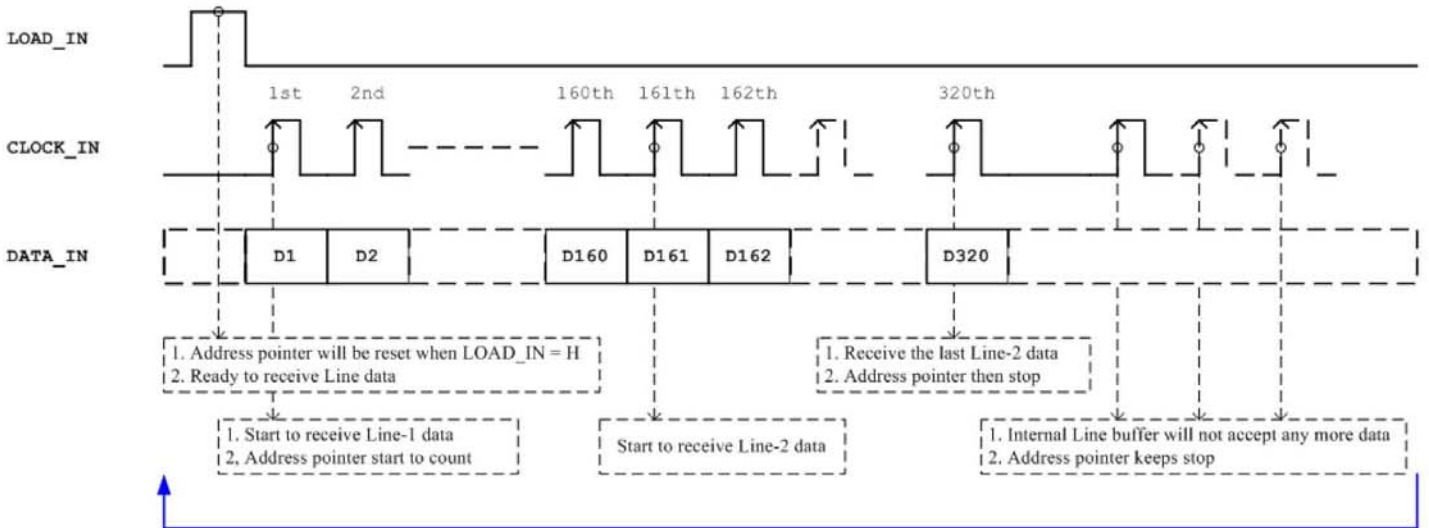 LOAD_IN
1st 2nd 160th 161th 162th 320th
CLOCK_IN
DATA_IN D1 D2 D160 D161 D162 D320
1. Address pointer will be reset when LOAD_IN = H
2. Ready to receive Line data
1. Receive the last Line-2 data
2. Address pointer then stop
1. Start to receive Line-1 data
2, Address pointer start to count
Start to receive Line-2 data
1. Internal Line buffer will not accept any more data
2. Address pointer keeps stop